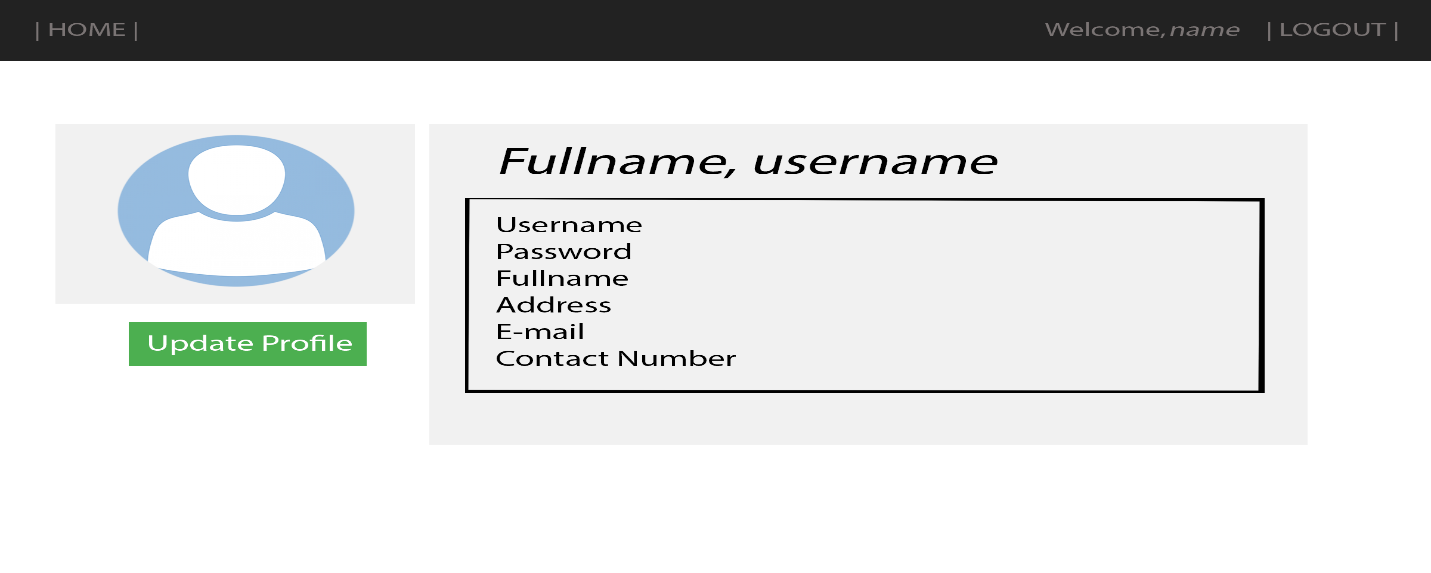 | HOME |
Welcome, name | LOGOUT |
Update Profile
Fullname, username
Username
Password
Fullname
Address
E-mail
Contact Number